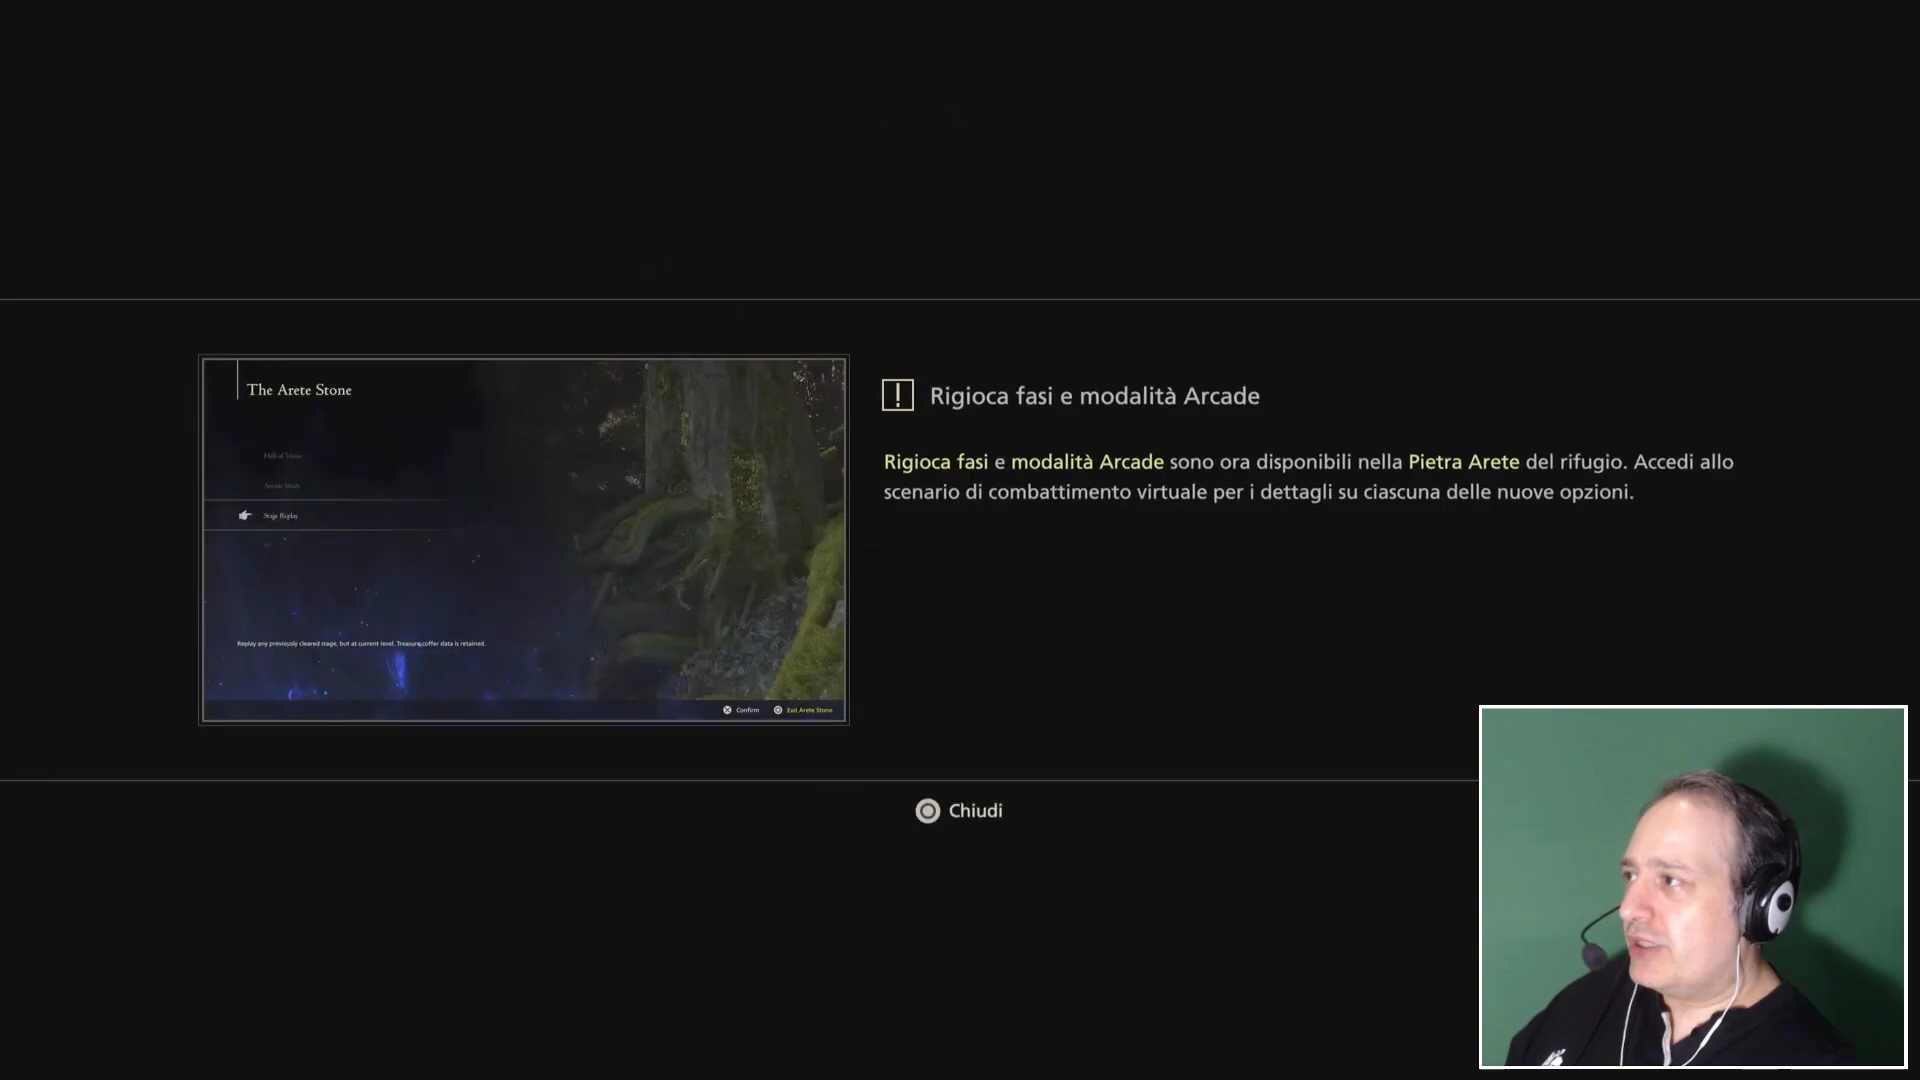 The Arete Stone
Hall of Virtue
Arcade Mode
Stage Replay
Replay any previously cleared stage, but at current level. Treasure coffer data is retained.
Confirm
Exit Arete Stone
Rigioca fasi e modalità Arcade
Rigioca fasi e modalità Arcade sono ora disponibili nella Pietra Arete del rifugio. Accedi allo
scenario di combattimento virtuale per i dettagli su ciascuna delle nuove opzioni.
Chiudi